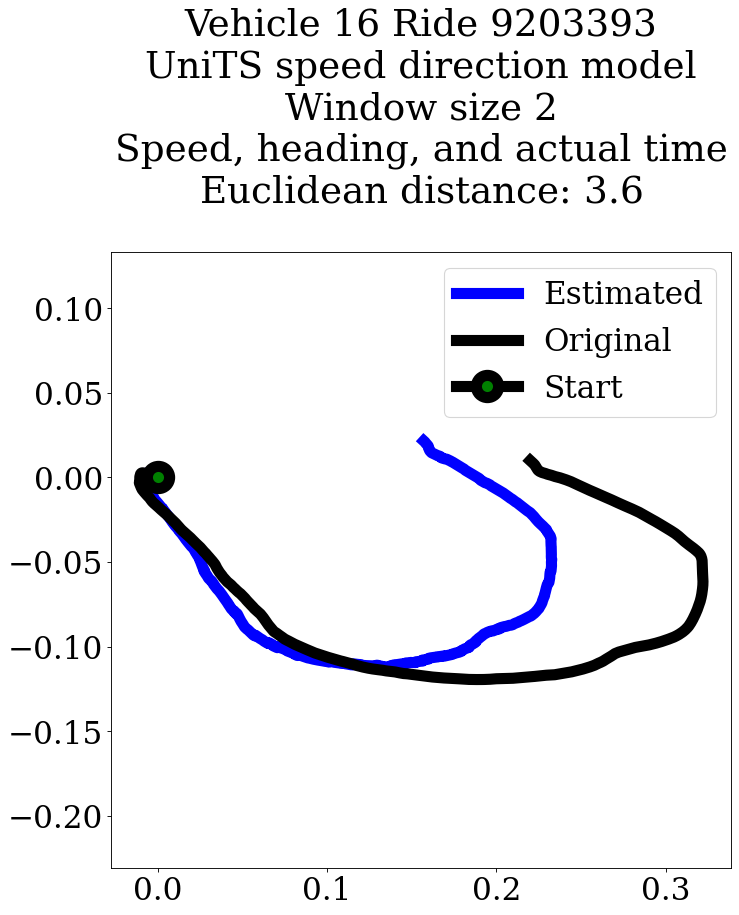 Vehicle 16 Ride 9203393
UniTS speed direction model
Window size 2
Speed, heading, and actual time
Euclidean distance: 3.6
Estimated
Original
Start
0.10
0.05
0.00
−0.05
−0.10
−0.15
−0.20
0.0 0.1 0.2 0.3